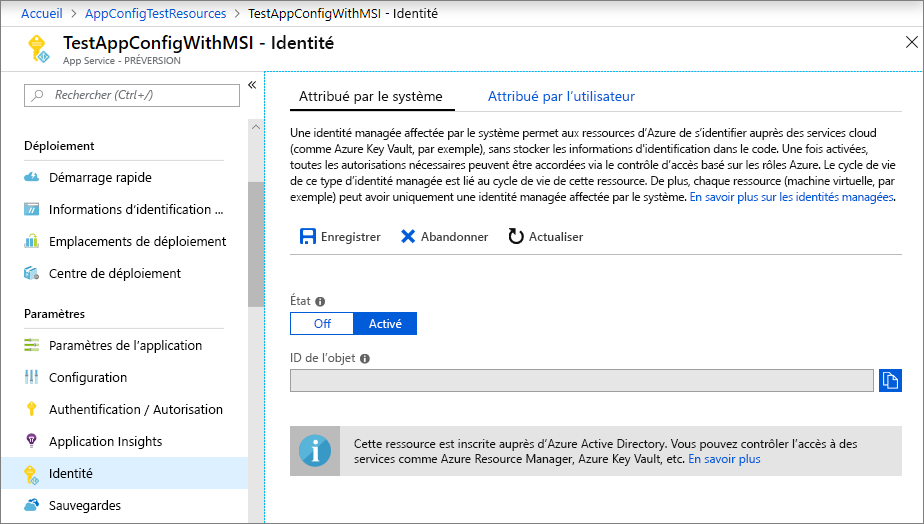 Accueil > AppConfigTestResources > TestAppConfigWithMSI - Identité
TestAppConfigWithMSI - Identité
App Service - PRÉVERSION
Rechercher (Ctrl+/)
Déploiement
Démarrage rapide
Informations d'identification ...
Emplacements de déploiement
Centre de déploiement
Paramètres
Paramètres de l'application
Configuration
Authentification / Autorisation
Application Insights
Identité
Sauvegardes
Attribué par le système
Attribué par l'utilisateur
Une identité managée affectée par le système permet aux ressources d'Azure de s'identifier auprès des services cloud
(comme Azure Key Vault, par exemple), sans stocker les informations d'identification dans le code. Une fois activées,
toutes les autorisations nécessaires peuvent être accordées via le contrôle d'accès basé sur les rôles Azure. Le cycle de vie
de ce type d'identité managée est lié au cycle de vie de cette ressource. De plus, chaque ressource (machine virtuelle, par
exemple) peut avoir uniquement une identité managée affectée par le système. En savoir plus sur les identités managées.
Enregistrer
Abandonner
Actualiser
État
Off
Activé
ID de l'objet
Cette ressource est inscrite auprès d'Azure Active Directory. Vous pouvez contrôler l'accès à des
services comme Azure Resource Manager, Azure Key Vault, etc. En savoir plus